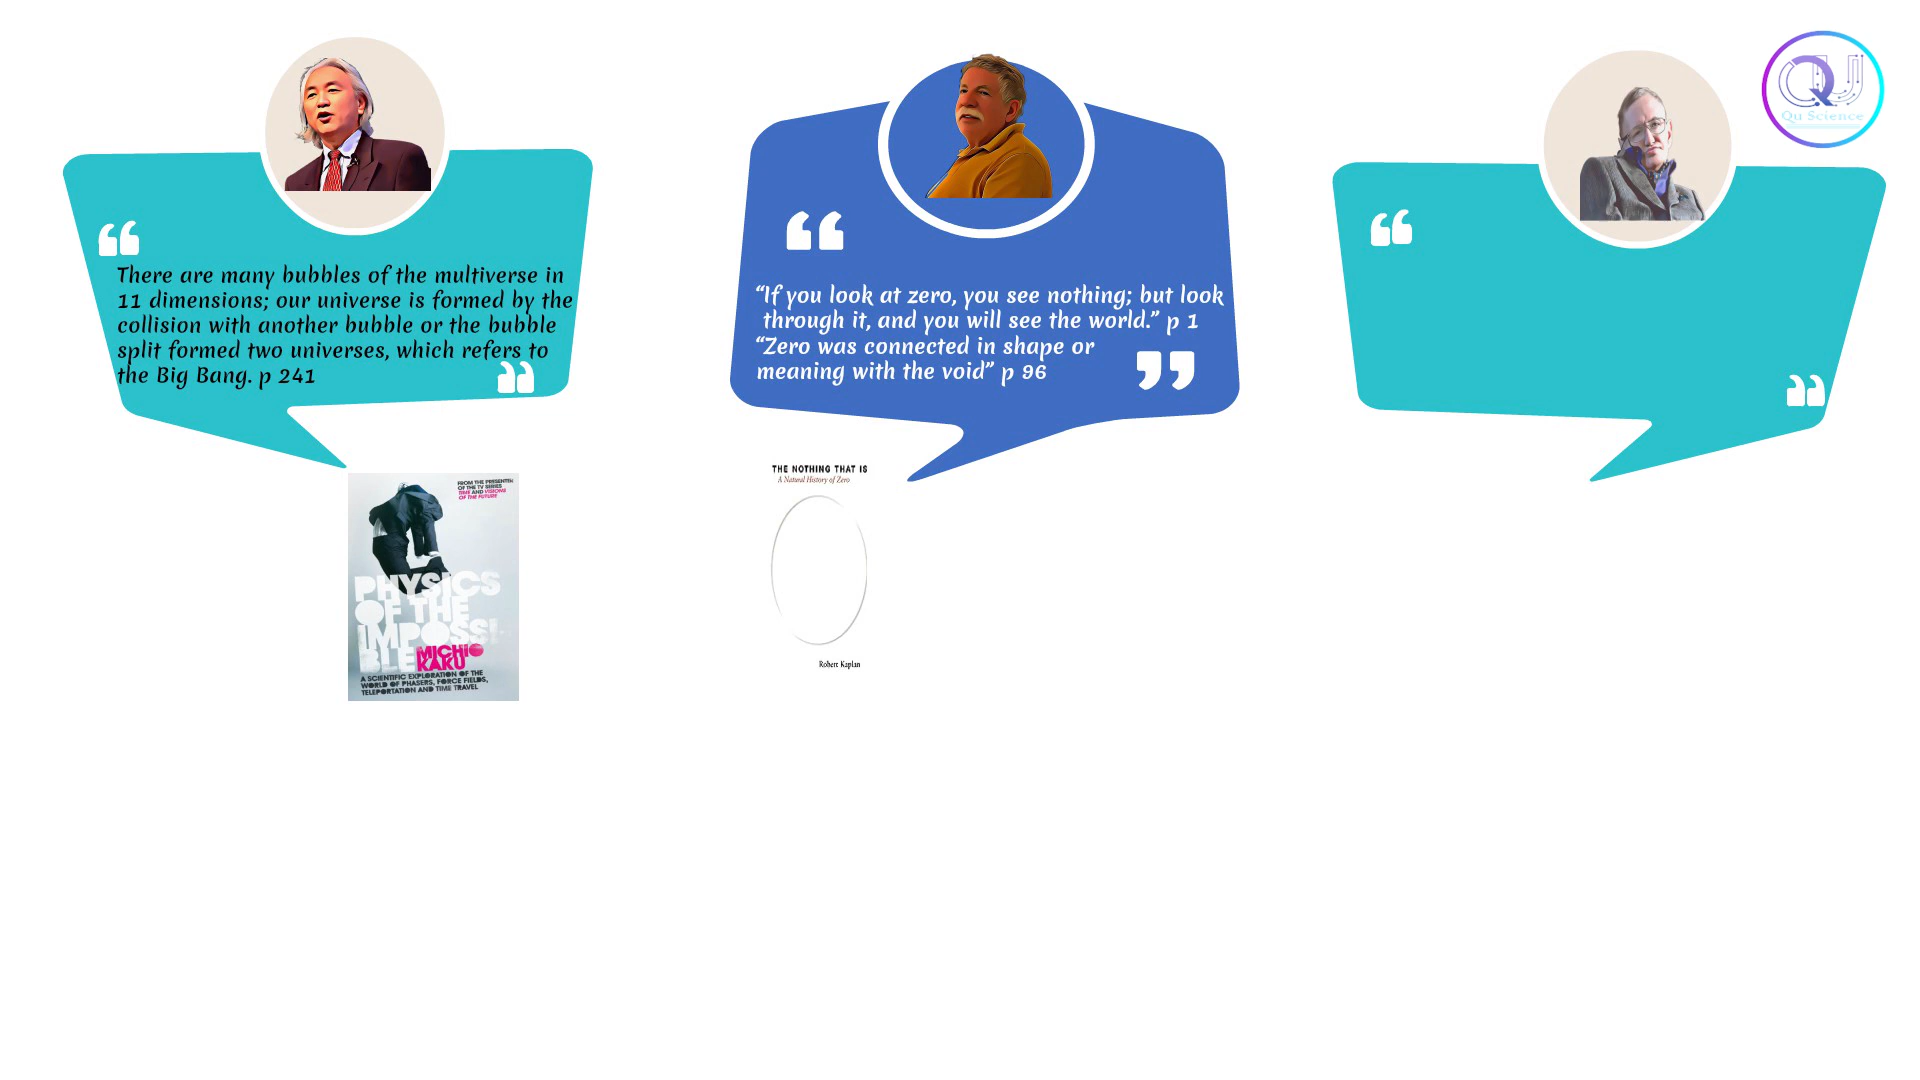 QU
Qu Science
There are many bubbles of the multiverse in
11 dimensions; our universe is formed by the
collision with another bubble or the bubble
split formed two universes, which refers to
the Big Bang. p 241
“If you look at zero, you see nothing; but look
through it, and you will see the world.” p 1
“Zero was connected in shape or
meaning with the void” p 96
FROM THE PRESENTER
OF THE TV SERIES
TIME AND VISIONS
OF THE FUTURE
PHYSICS
OF THE
IMPOSSI-
BLE
MICHIO
KAKU
A SCIENTIFIC EXPLORATION OF THE
WORLD OF PHASERS, FORCE FIELDS,
TELEPORTATION AND TIME TRAVEL
THE NOTHING THAT IS
A Natural History of Zero
Robert Kaplan